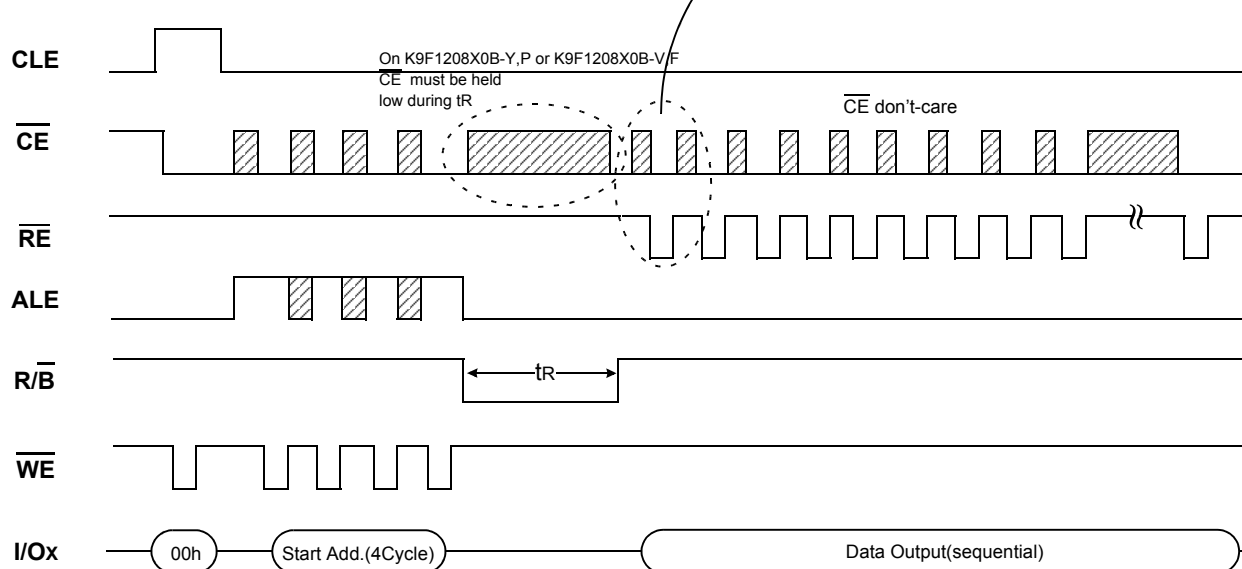 On K9F1208X0B-Y,P or K9F1208X0B-V,F
CE must be held
low during tR
CE don't-care
CLE
CE
RE
ALE
R/B
tR
WE
I/Ox
00h
Start Add.(4Cycle)
Data Output(sequential)